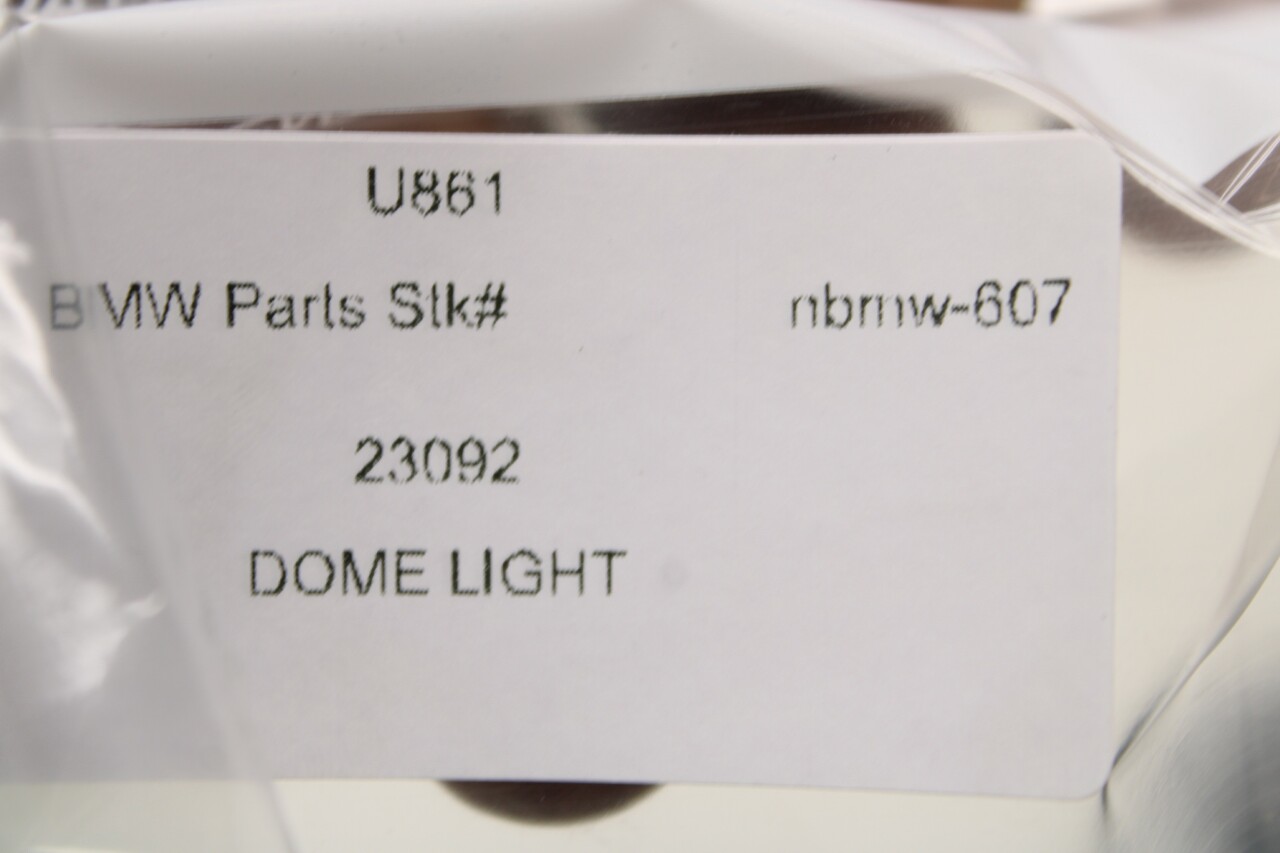 U861
BMW Parts Stk# nbmw-607
23092
DOME LIGHT